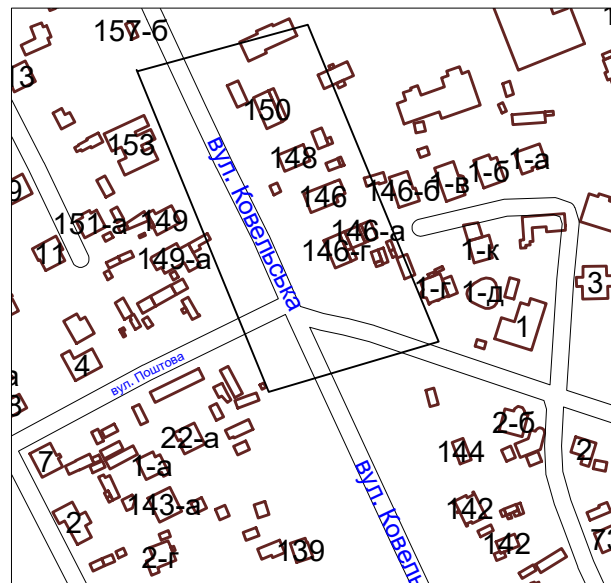 157-б
13
150
153
148
1-а
1-б
1-в
146-б
146
9
151-а
149
146-а
146-г
149-а
11
1-к
вул. Ковельська
3
1-г
1-д
1
4
вул. Поштова
а
3
2-б
22-а
144
2
7
1-а
вул. Ковель
143-а
142
2
73
142
139
2-г